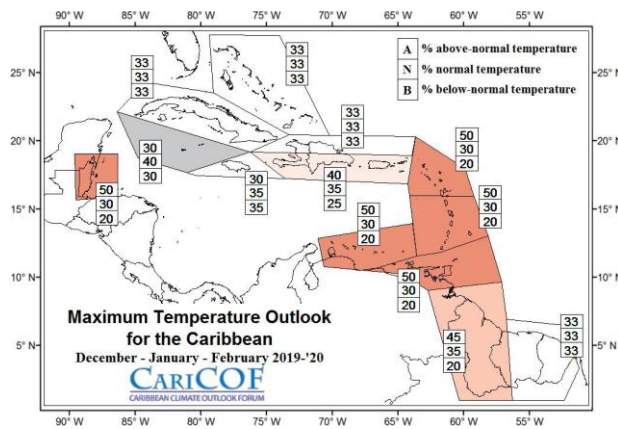 90°W 85°W 80°W 75°W 70°W 65°W 60°W 55°W
25°N
20°N
15°N
10°N
5°N
A % above-normal temperature
N % normal temperature
B % below-normal temperature
33
33
33
33
33
33
33
33
33
30
40
30
50
30
20
30
35
35
40
35
25
50
30
20
50
30
20
50
30
20
50
30
20
45
35
20
33
33
33
Maximum Temperature Outlook
for the Caribbean
December - January - February 2019-'20
CARICOF
CARIBBEAN CLIMATE OUTLOOK FORUM
25°N
20°N
15°N
10°N
5°N
90°W 85°W 80°W 75°W 70°W 65°W 60°W 55°W